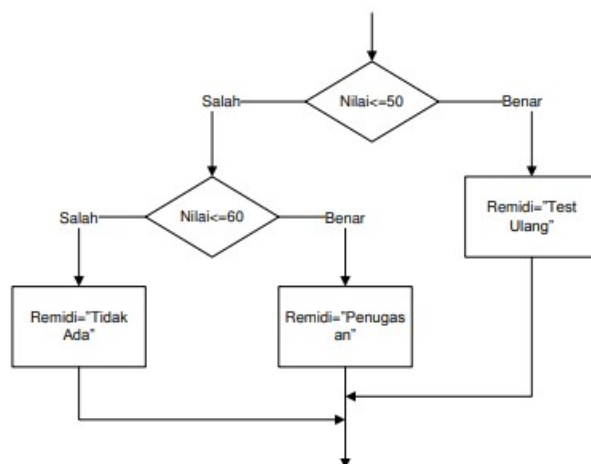 Nilai<=50
Salah
Benar
Remidi="Test
Ulang"
Nilai<=60
Salah
Benar
Remidi="Tidak
Ada"
Remidi="Penugas
an"